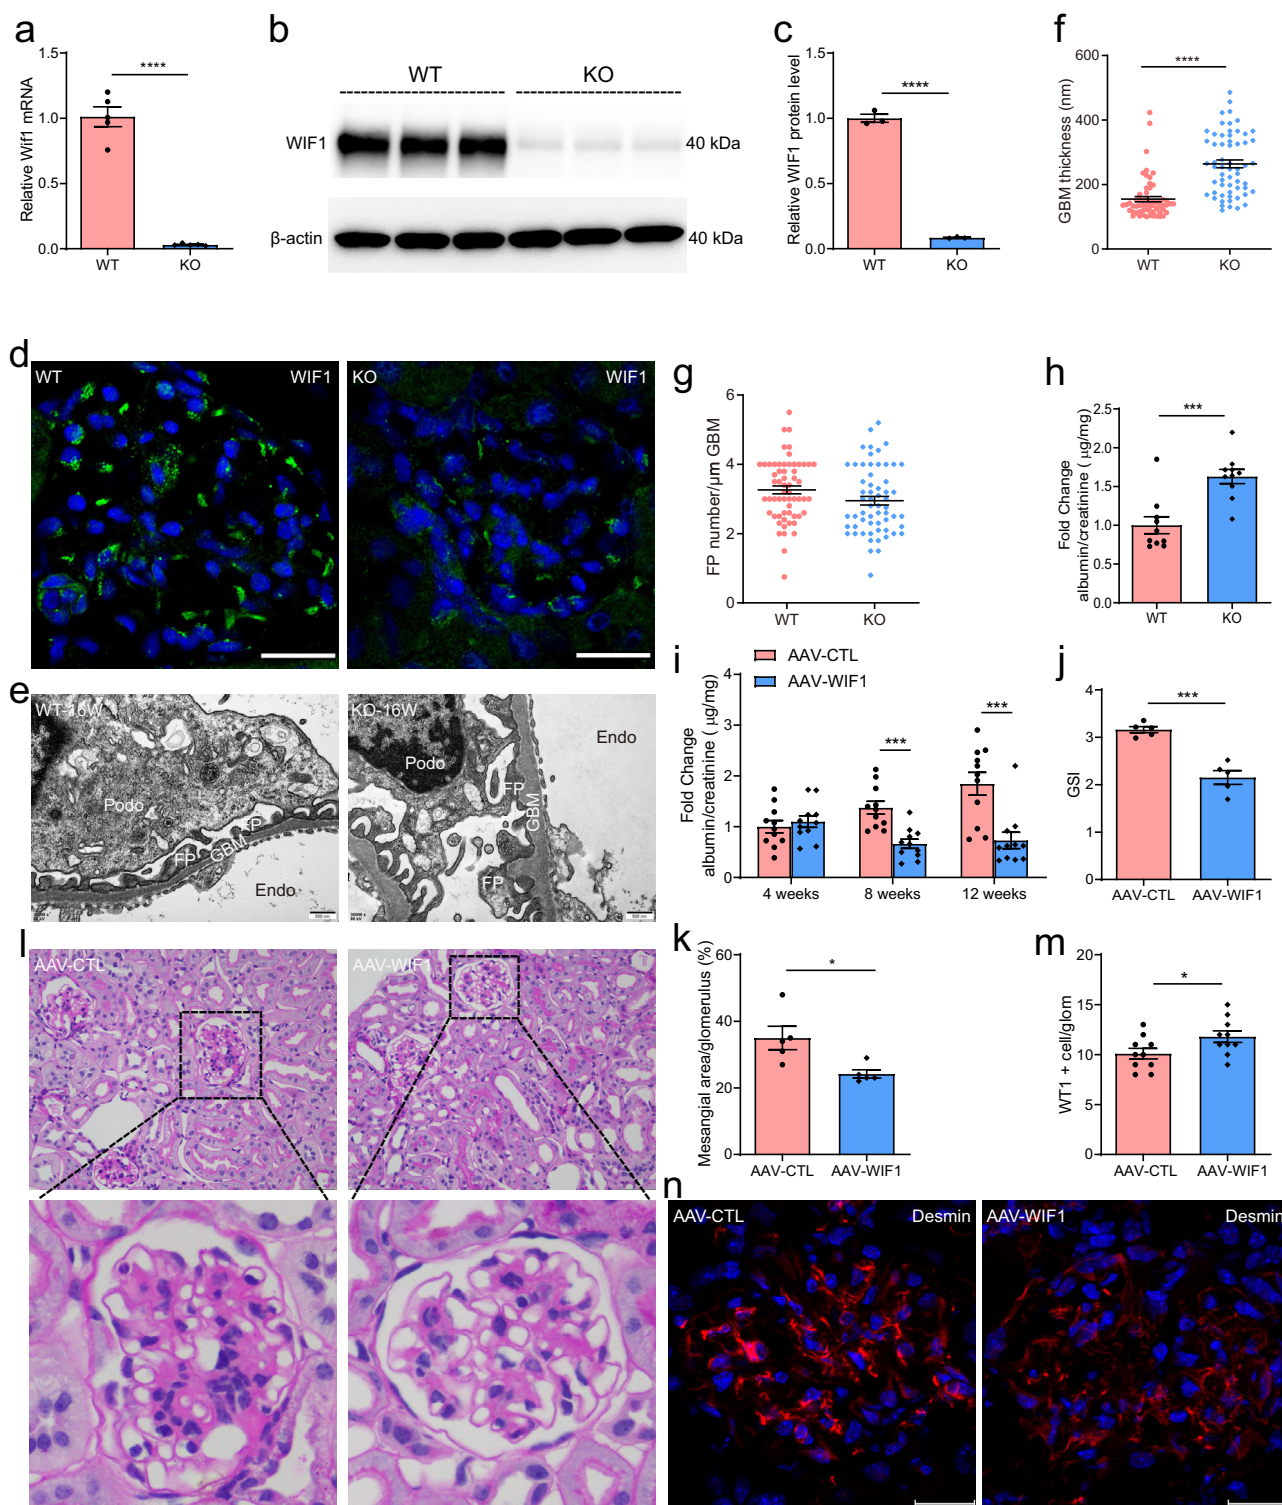 a
Relative Wif1 mRNA
1.5
1.0
0.5
0.0
****
WT
KO
b
WT
KO
WIF1
40 kDa
β-actin
40 kDa
c
Relative WIF1 protein level
1.5
1.0
0.5
0.0
****
WT
KO
f
GBM thickness (nm)
600
400
200
0
****
WT
KO
d
WT
WIF1
KO
WIF1
g
FP number/μm GBM
6
4
2
0
WT
KO
h
Fold Change
albumin/creatinine ( μg/mg)
2.5
2.0
1.5
1.0
0.5
0.0
***
WT
KO
e
WT-16W
Podo
FP
FP
GBM
Endo
500 nm
KO-16W
Podo
FP
GBM
FP
Endo
500 nm
i
AAV-CTL
AAV-WIF1
Fold Change
albumin/creatinine ( μg/mg)
4
3
2
1
0
***
***
4 weeks
8 weeks
12 weeks
j
GSI
4
3
2
1
0
***
AAV-CTL
AAV-WIF1
l
AAV-CTL
AAV-WIF1
k
Mesangial area/glomerulus (%)
60
40
20
0
*
AAV-CTL
AAV-WIF1
m
WT1 + cell/glom
20
15
10
5
0
*
AAV-CTL
AAV-WIF1
n
AAV-CTL
Desmin
AAV-WIF1
Desmin